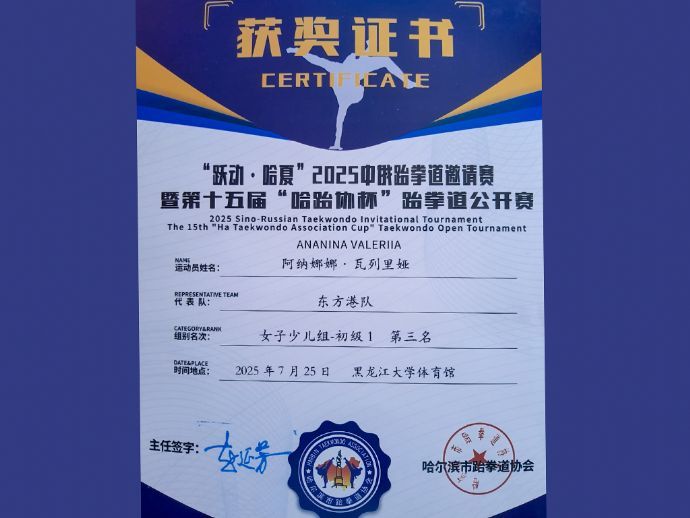 获奖证书
CERTIFICATE
“跃动·哈夏”2025中俄跆拳道邀请赛
暨第十五届“哈跆协杯”跆拳道公开赛
2025 Sino-Russian Taekwondo Invitational Tournament
The 15th "Ha Taekwondo Association Cup" Taekwondo Open Tournament
ANANINA VALERIIA
NAME
运动员姓名： 阿纳娜娜·瓦列里娅
REPRESENTATIVE TEAM
代 表 队： 东方港队
CATEGORY&RANK
组别名次： 女子少儿组-初级1 第三名
DATE&PLACE
时间地点： 2025年7月25日 黑龙江大学体育馆
主任签字：
HARBIN TAEKWONDO ASSOCIATION
哈尔滨市跆拳道协会